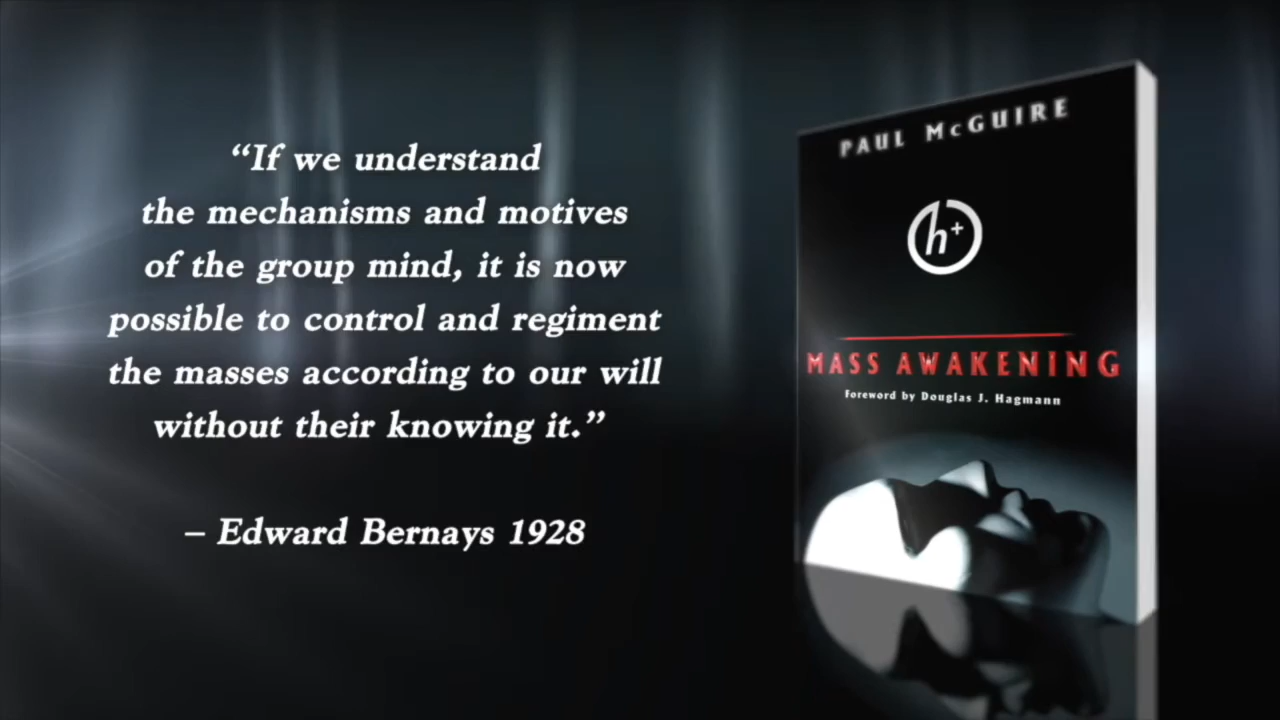 “If we understand
the mechanisms and motives
of the group mind, it is now
possible to control and regiment
the masses according to our will
without their knowing it.”
– Edward Bernays 1928
PAUL McGUIRE
h+
MASS AWAKENING
Foreword by Douglas J. Hagmann